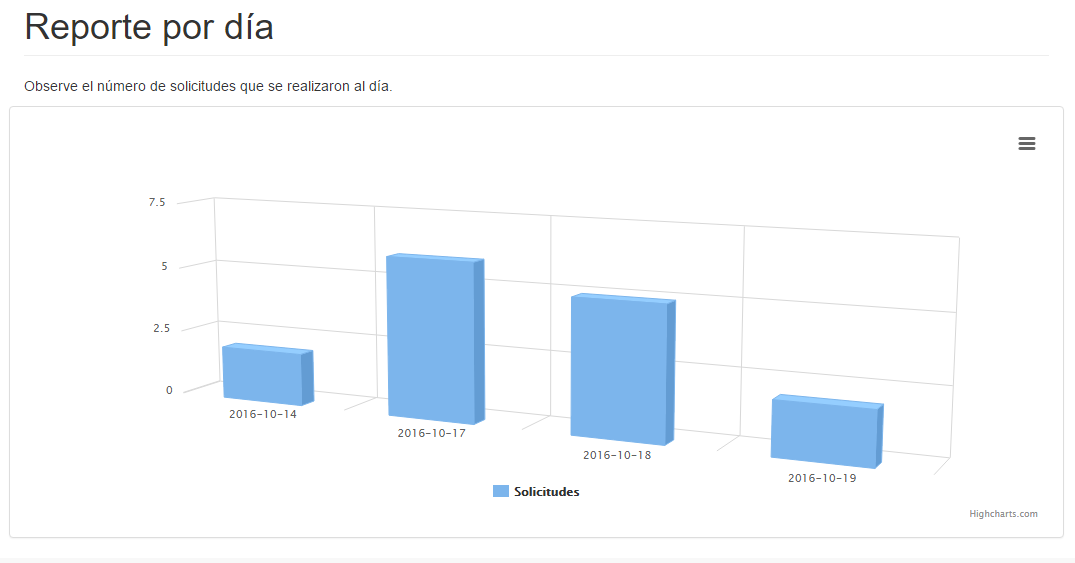 Reporte por día
Observe el número de solicitudes que se realizaron al día.
7.5
5
2.5
0
2016-10-14
2016-10-17
2016-10-18
2016-10-19
Solicitudes
Highcharts.com